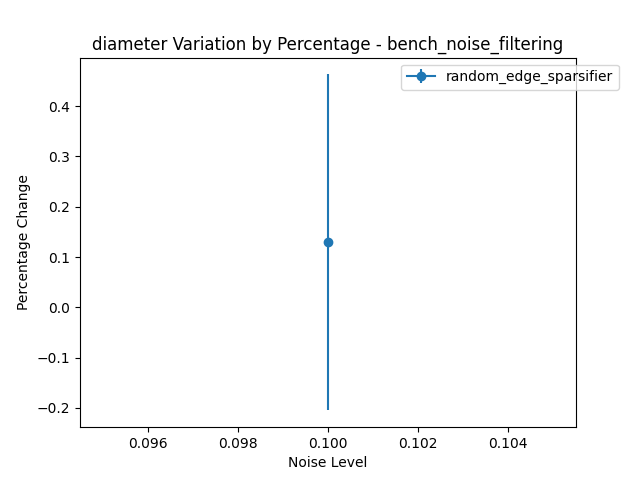 diameter Variation by Percentage - bench_noise_filtering
random_edge_sparsifier
Percentage Change
0.4
0.3
0.2
0.1
0.0
−0.1
−0.2
0.096 0.098 0.100 0.102 0.104
Noise Level